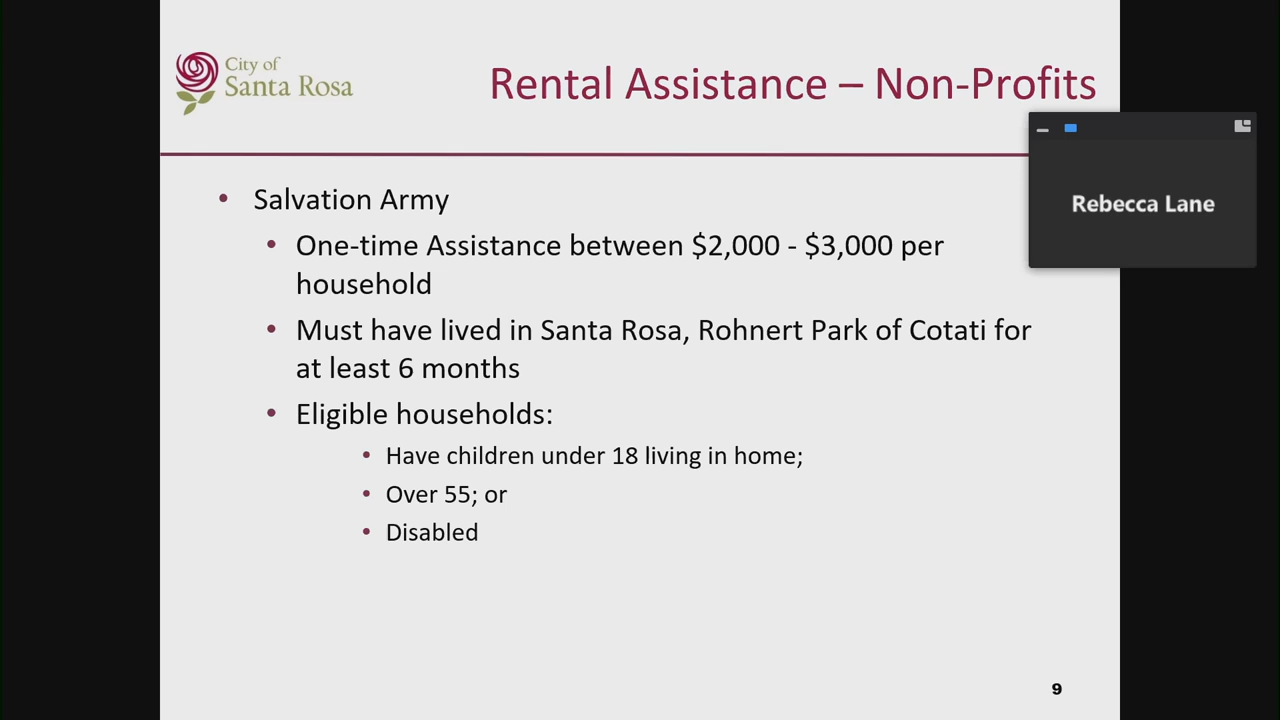 City of
Santa Rosa
Rental Assistance – Non-Profits
Rebecca Lane
• Salvation Army
• One-time Assistance between $2,000 - $3,000 per
household
• Must have lived in Santa Rosa, Rohnert Park of Cotati for
at least 6 months
• Eligible households:
• Have children under 18 living in home;
• Over 55; or
• Disabled
9